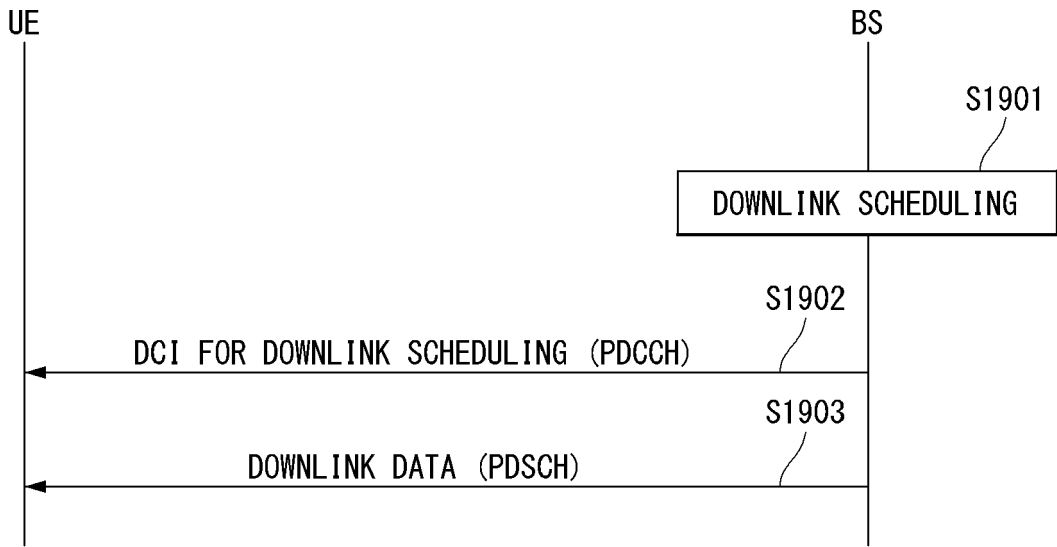 UE
BS
S1901
DOWNLINK SCHEDULING
S1902
DCI FOR DOWNLINK SCHEDULING (PDCCH)
S1903
DOWNLINK DATA (PDSCH)